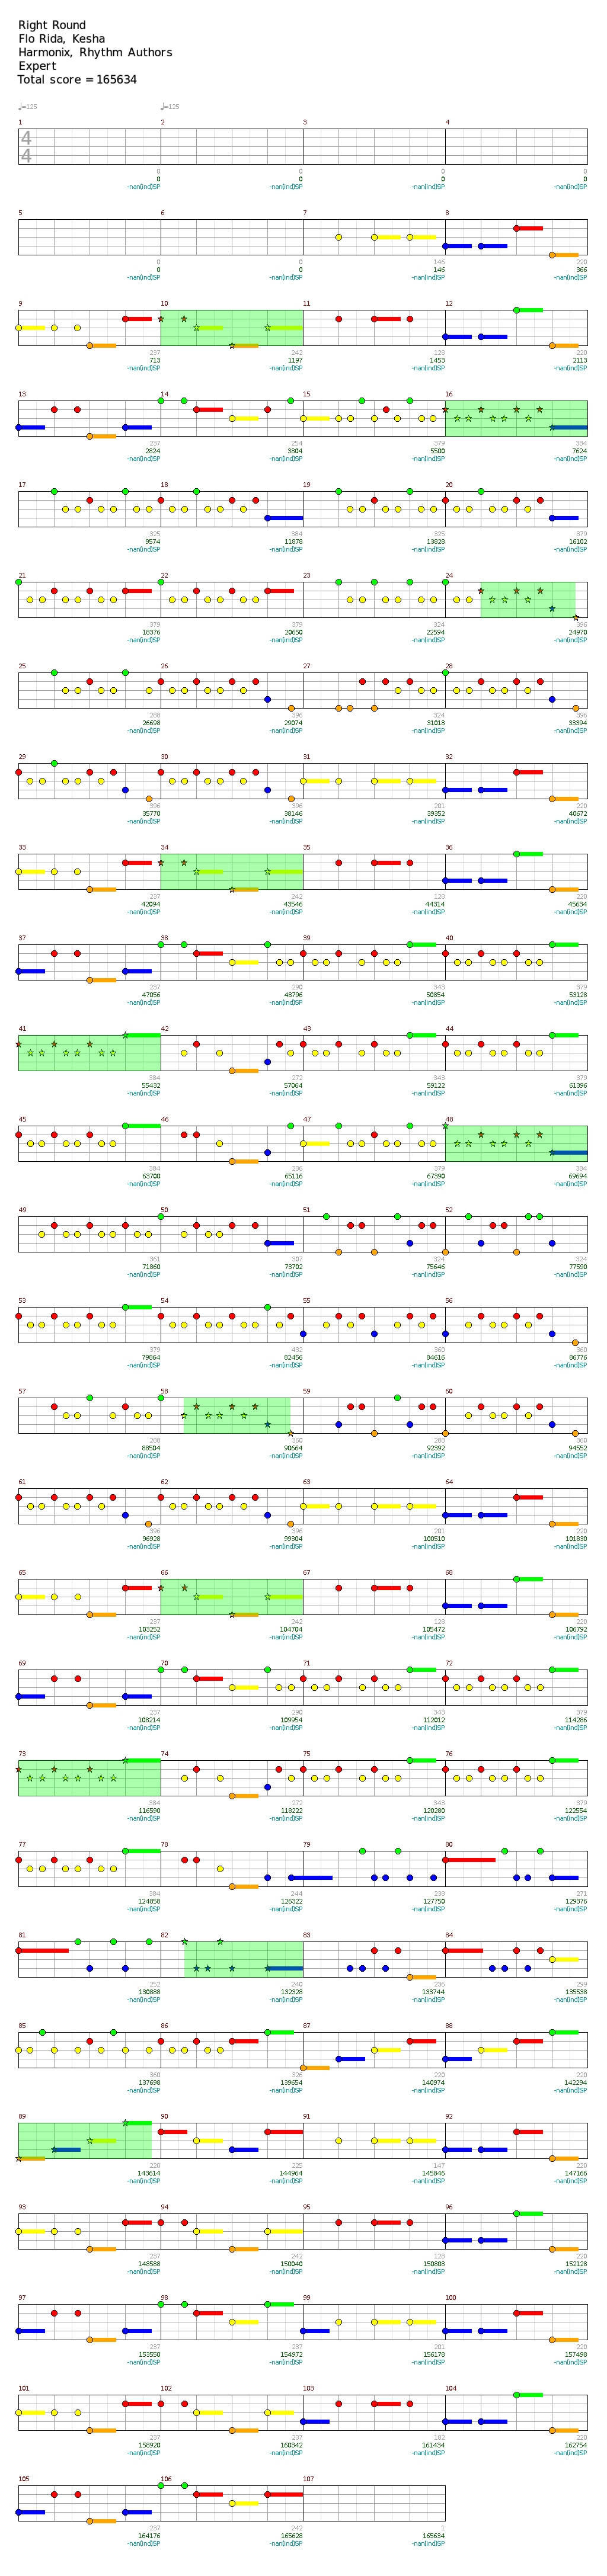 Right Round
Flo Rida, Kesha
Harmonix, Rhythm Authors
Expert
Total score = 165634
♩=125 ♩=125
1 2 3 4
4
4
0 0 0 0
0 0 0 0
-nan(ind)SP -nan(ind)SP -nan(ind)SP -nan(ind)SP
5 6 7 8
0 0 146 220
0 0 146 366
-nan(ind)SP -nan(ind)SP -nan(ind)SP -nan(ind)SP
9 10 11 12
237 242 128 220
713 1197 1453 2113
-nan(ind)SP -nan(ind)SP -nan(ind)SP -nan(ind)SP
13 14 15 16
237 254 379 384
2824 3804 5500 7624
-nan(ind)SP -nan(ind)SP -nan(ind)SP -nan(ind)SP
17 18 19 20
325 384 325 379
9574 11878 13828 16102
-nan(ind)SP -nan(ind)SP -nan(ind)SP -nan(ind)SP
21 22 23 24
379 379 324 396
18376 20650 22594 24970
-nan(ind)SP -nan(ind)SP -nan(ind)SP -nan(ind)SP
25 26 27 28
288 396 324 396
26698 29074 31018 33394
-nan(ind)SP -nan(ind)SP -nan(ind)SP -nan(ind)SP
29 30 31 32
396 396 201 220
35770 38146 39352 40672
-nan(ind)SP -nan(ind)SP -nan(ind)SP -nan(ind)SP
33 34 35 36
237 242 128 220
42094 43546 44314 45634
-nan(ind)SP -nan(ind)SP -nan(ind)SP -nan(ind)SP
37 38 39 40
237 290 343 379
47056 48796 50854 53128
-nan(ind)SP -nan(ind)SP -nan(ind)SP -nan(ind)SP
41 42 43 44
384 272 343 379
55432 57064 59122 61396
-nan(ind)SP -nan(ind)SP -nan(ind)SP -nan(ind)SP
45 46 47 48
384 236 379 384
63700 65116 67390 69694
-nan(ind)SP -nan(ind)SP -nan(ind)SP -nan(ind)SP
49 50 51 52
361 307 324 324
71860 73702 75646 77590
-nan(ind)SP -nan(ind)SP -nan(ind)SP -nan(ind)SP
53 54 55 56
379 432 360 360
79864 82456 84616 86776
-nan(ind)SP -nan(ind)SP -nan(ind)SP -nan(ind)SP
57 58 59 60
288 360 288 360
88504 90664 92392 94552
-nan(ind)SP -nan(ind)SP -nan(ind)SP -nan(ind)SP
61 62 63 64
396 396 201 220
96928 99304 100510 101830
-nan(ind)SP -nan(ind)SP -nan(ind)SP -nan(ind)SP
65 66 67 68
237 242 128 220
103252 104704 105472 106792
-nan(ind)SP -nan(ind)SP -nan(ind)SP -nan(ind)SP
69 70 71 72
237 290 343 379
108214 109954 112012 114286
-nan(ind)SP -nan(ind)SP -nan(ind)SP -nan(ind)SP
73 74 75 76
384 272 343 379
116590 118222 120280 122554
-nan(ind)SP -nan(ind)SP -nan(ind)SP -nan(ind)SP
77 78 79 80
384 244 238 271
124858 126322 127750 129376
-nan(ind)SP -nan(ind)SP -nan(ind)SP -nan(ind)SP
81 82 83 84
252 240 236 299
130888 132328 133744 135538
-nan(ind)SP -nan(ind)SP -nan(ind)SP -nan(ind)SP
85 86 87 88
360 326 220 220
137698 139654 140974 142294
-nan(ind)SP -nan(ind)SP -nan(ind)SP -nan(ind)SP
89 90 91 92
220 225 147 220
143614 144964 145846 147166
-nan(ind)SP -nan(ind)SP -nan(ind)SP -nan(ind)SP
93 94 95 96
237 242 128 220
148588 150040 150808 152128
-nan(ind)SP -nan(ind)SP -nan(ind)SP -nan(ind)SP
97 98 99 100
237 237 201 220
153550 154972 156178 157498
-nan(ind)SP -nan(ind)SP -nan(ind)SP -nan(ind)SP
101 102 103 104
237 237 182 220
158920 160342 161434 162754
-nan(ind)SP -nan(ind)SP -nan(ind)SP -nan(ind)SP
105 106 107
237 242 1
164176 165628 165634
-nan(ind)SP -nan(ind)SP -nan(ind)SP